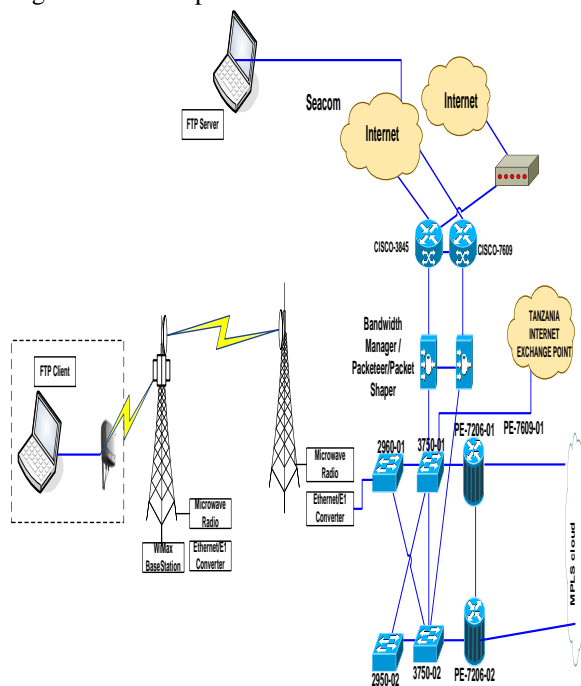 FTP Server
Seacom
Internet
Internet
CISCO-3845
CISCO-7609
Bandwidth
Manager /
Packeteer/Packet
Shaper
TANZANIA
INTERNET
EXCHANGE POINT
FTP Client
Microwave
Radio
Ethernet/E1
Converter
2960-01
3750-01
PE-7206-01
PE-7609-01
Microwave
Radio
WiMax
BaseStation
Ethernet/E1
Converter
MPLS cloud
2950-02
3750-02
PE-7206-02